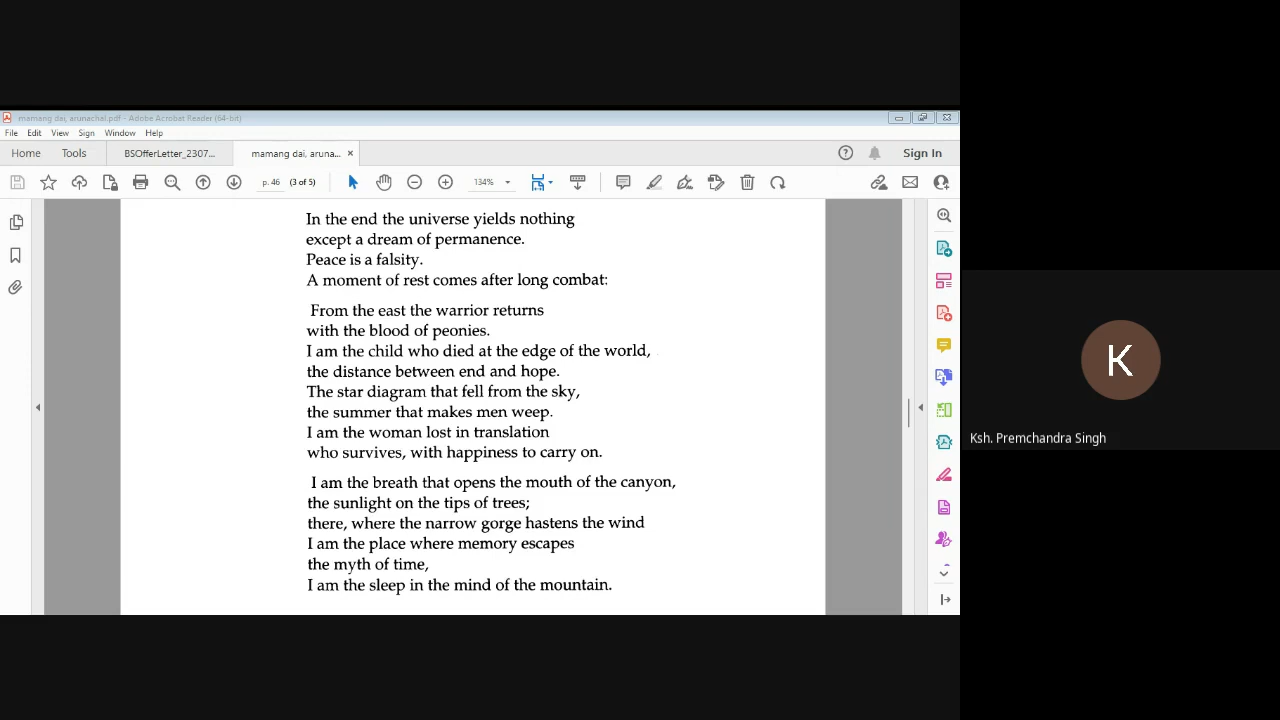 mamang dai, arunachal.pdf - Adobe Acrobat Reader (64-bit)
File Edit View Sign Window Help
Home Tools BSOfferLetter_2307... mamang dai, aruna... × Sign In
p. 46 (3 of 5) 134%
In the end the universe yields nothing
except a dream of permanence.
Peace is a falsity.
A moment of rest comes after long combat:
From the east the warrior returns
with the blood of peonies.
I am the child who died at the edge of the world,
the distance between end and hope.
The star diagram that fell from the sky,
the summer that makes men weep.
I am the woman lost in translation
who survives, with happiness to carry on.
I am the breath that opens the mouth of the canyon,
the sunlight on the tips of trees;
there, where the narrow gorge hastens the wind
I am the place where memory escapes
the myth of time,
I am the sleep in the mind of the mountain.
K
Ksh. Premchandra Singh